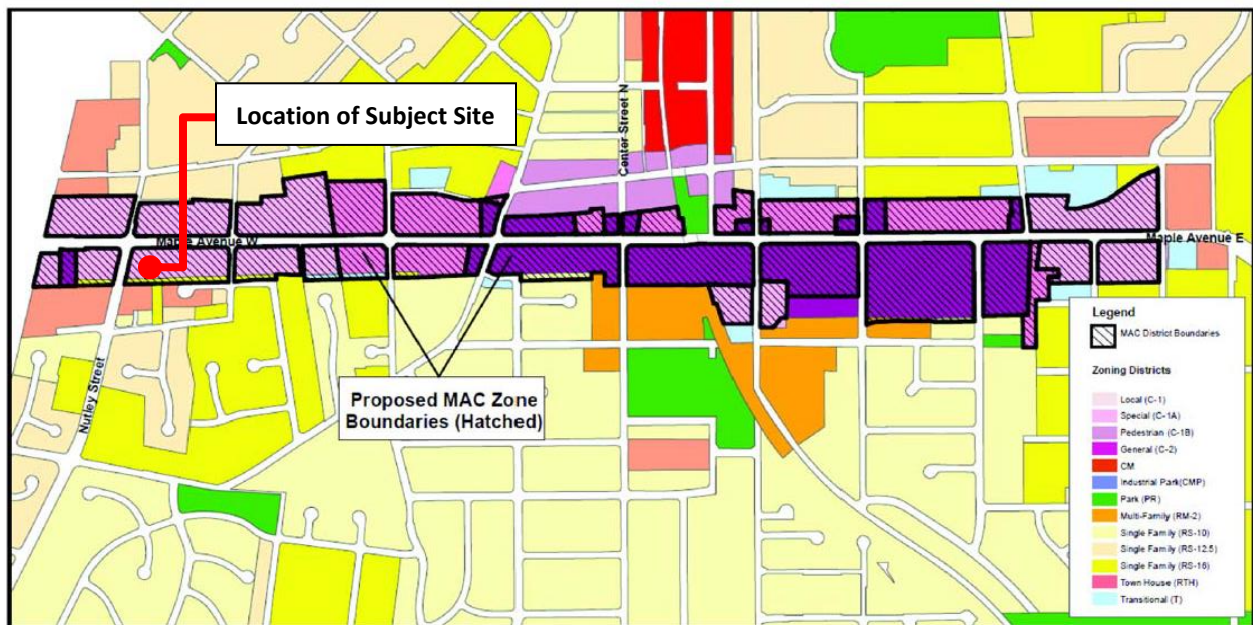 Location of Subject Site
Center Street N
Maple Avenue W
Maple Avenue E
Nutley Street
Proposed MAC Zone
Boundaries (Hatched)
Legend
MAC District Boundaries
Zoning Districts
Local (C-1)
Special (C-1A)
Pedestrian (C-1B)
General (C-2)
CM
Industrial Park(CMP)
Park (PR)
Multi-Family (RM-2)
Single Family (RS-10)
Single Family (RS-12.5)
Single Family (RS-16)
Town House (RTH)
Transitional (T)